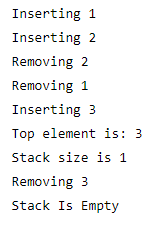 Inserting 1
Inserting 2
Removing 2
Removing 1
Inserting 3
Top element is: 3
Stack size is 1
Removing 3
Stack Is Empty